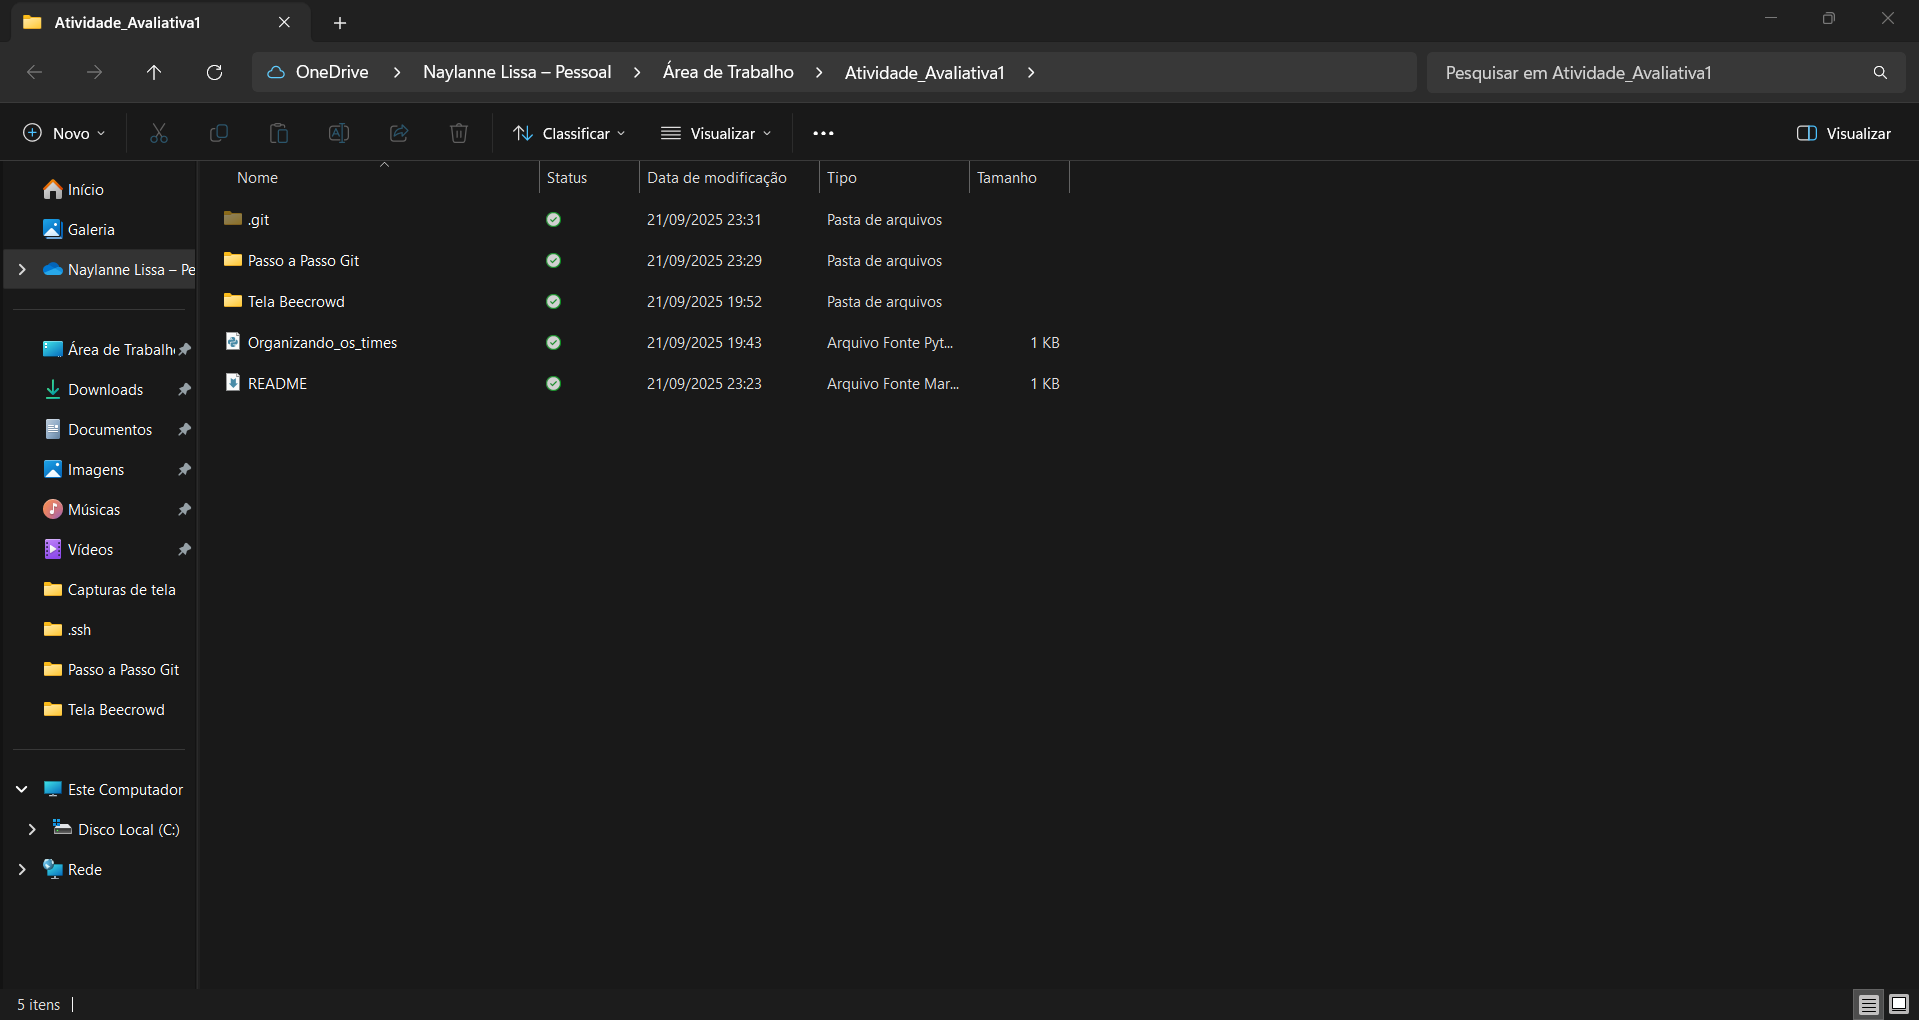 Atividade_Avaliativa1
OneDrive > Naylanne Lissa – Pessoal > Área de Trabalho > Atividade_Avaliativa1 >
Pesquisar em Atividade_Avaliativa1
Novo
Classificar
Visualizar
Visualizar
Início
Galeria
Naylanne Lissa – Pe
Área de Trabalh
Downloads
Documentos
Imagens
Músicas
Vídeos
Capturas de tela
.ssh
Passo a Passo Git
Tela Beecrowd
Este Computador
Disco Local (C:)
Rede
Nome Status Data de modificação Tipo Tamanho
.git 21/09/2025 23:31 Pasta de arquivos
Passo a Passo Git 21/09/2025 23:29 Pasta de arquivos
Tela Beecrowd 21/09/2025 19:52 Pasta de arquivos
Organizando_os_times 21/09/2025 19:43 Arquivo Fonte Pyt... 1 KB
README 21/09/2025 23:23 Arquivo Fonte Mar... 1 KB
5 itens